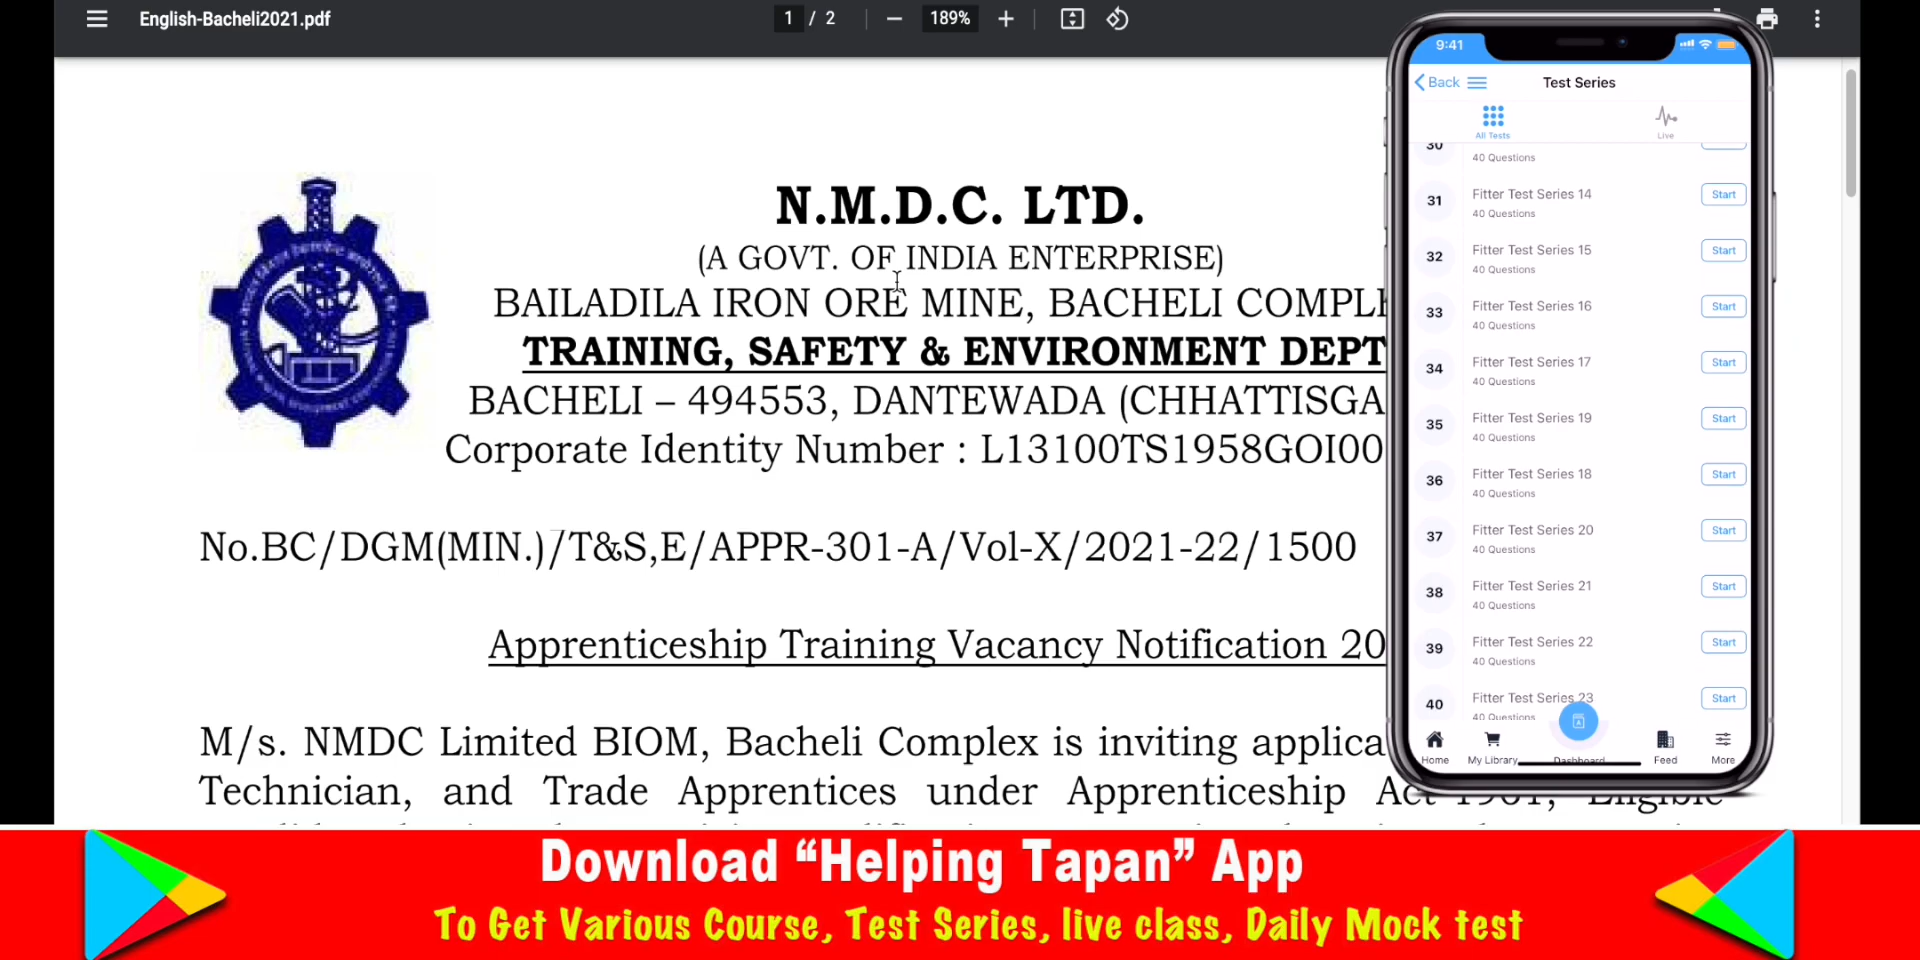 English-Bacheli2021.pdf
1 / 2
189%
N.M.D.C. LTD.
(A GOVT. OF INDIA ENTERPRISE)
BAILADILA IRON ORE MINE, BACHELI COMPLE
TRAINING, SAFETY & ENVIRONMENT DEPT
BACHELI – 494553, DANTEWADA (CHHATTISGA
Corporate Identity Number : L13100TS1958GOI00
No.BC/DGM(MIN.)/T&S,E/APPR-301-A/Vol-X/2021-22/1500
Apprenticeship Training Vacancy Notification 20
M/s. NMDC Limited BIOM, Bacheli Complex is inviting applica
Technician, and Trade Apprentices under Apprenticeship Act 1961, Eligible
9:41
Back
Test Series
All Tests
Live
30
40 Questions
31
Fitter Test Series 14
Start
40 Questions
32
Fitter Test Series 15
Start
40 Questions
33
Fitter Test Series 16
Start
40 Questions
34
Fitter Test Series 17
Start
40 Questions
35
Fitter Test Series 19
Start
40 Questions
36
Fitter Test Series 18
Start
40 Questions
37
Fitter Test Series 20
Start
40 Questions
38
Fitter Test Series 21
Start
40 Questions
39
Fitter Test Series 22
Start
40 Questions
40
Fitter Test Series 23
Start
40 Questions
Home
My Library
Dashboard
Feed
More
Download “Helping Tapan” App
To Get Various Course, Test Series, live class, Daily Mock test